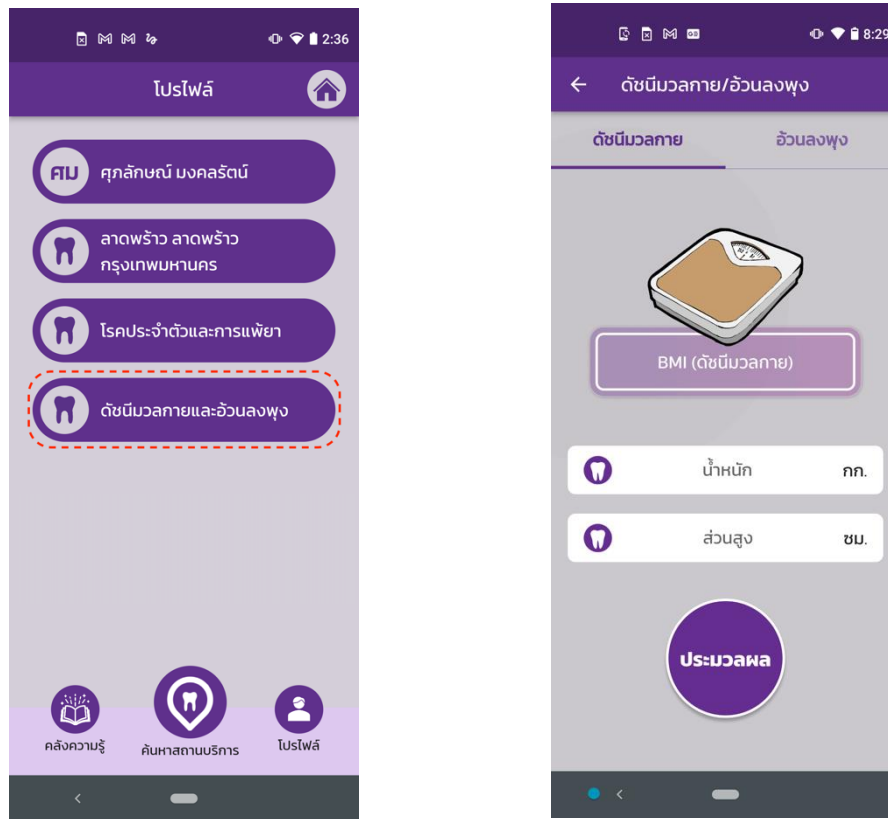 2:36
โปรไฟล์
ศม
ศุภลักษณ์ มงคลรัตน์
ลาดพร้าว ลาดพร้าว
กรุงเทพมหานคร
โรคประจำตัวและการแพ้ยา
ดัชนีมวลกายและอ้วนลงพุง
คลังความรู้
ค้นหาสถานบริการ
โปรไฟล์
8:29
ดัชนีมวลกาย/อ้วนลงพุง
ดัชนีมวลกาย
อ้วนลงพุง
BMI (ดัชนีมวลกาย)
น้ำหนัก กก.
ส่วนสูง ซม.
ประมวลผล